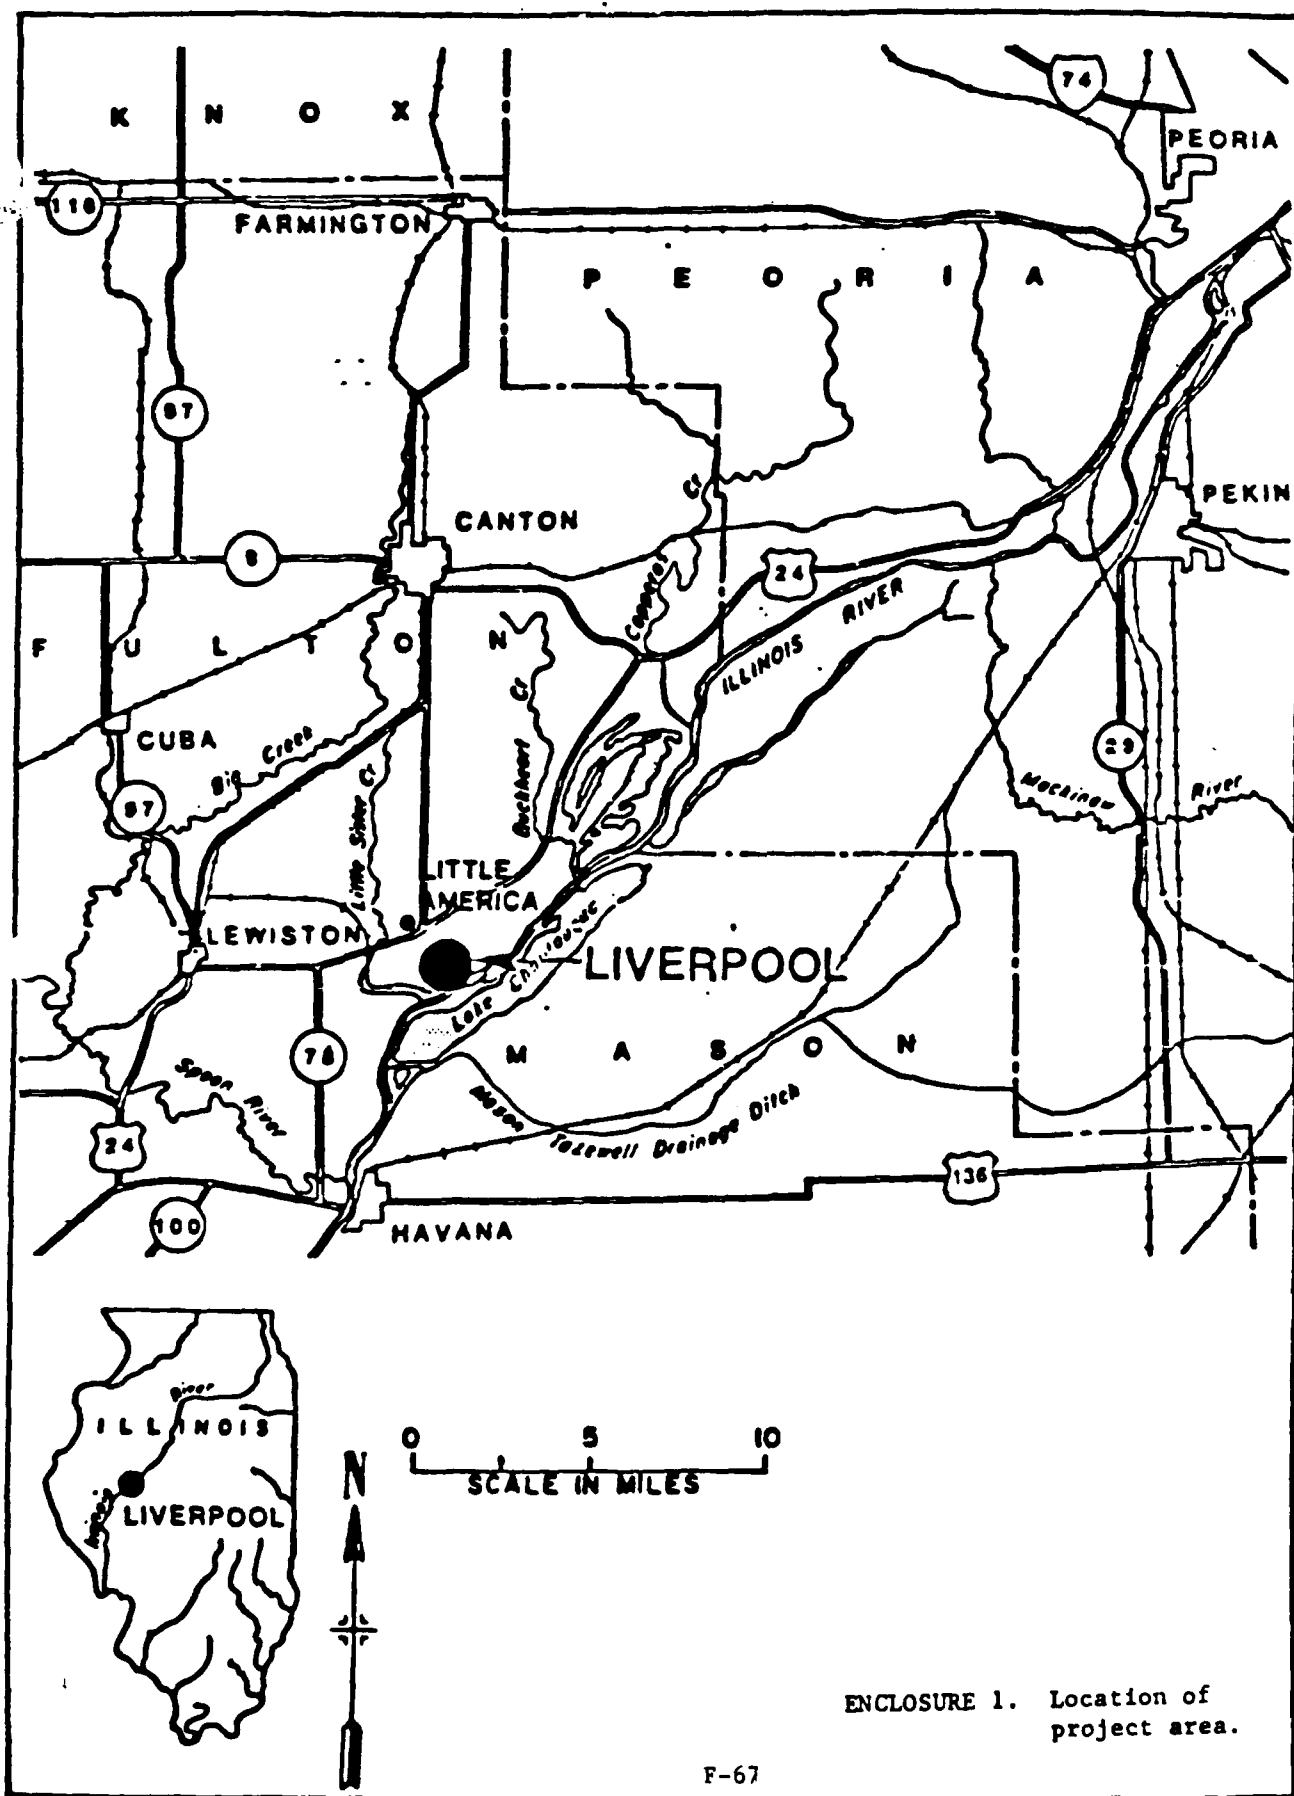 74
K N O X
PEORIA
116
FARMINGTON
P E O R I A
97
Cr
PEKIN
CANTON
9
24
Copperas
ILLINOIS RIVER
F U L T O N
Buckheart Cr
CUBA
Big Creek
29
97
Little Sister Cr
Mackinaw River
LITTLE
AMERICA
LEWISTON
LIVERPOOL
Lake Chautauqua
M A S O N
78
Spoon River
Mason Tazewell Drainage Ditch
24
136
100
HAVANA
River
ILLINOIS
LIVERPOOL
Illinois
N
0 5 10
SCALE IN MILES
ENCLOSURE 1. Location of
project area.
F-67